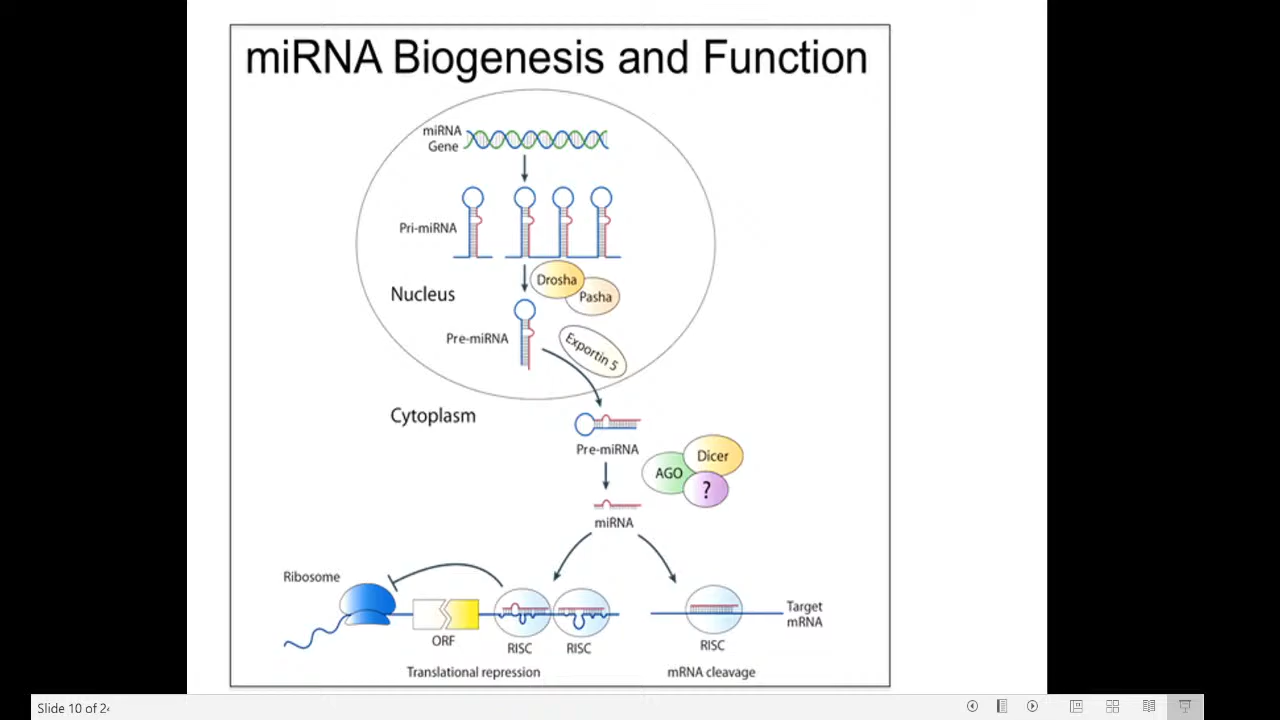 miRNA Biogenesis and Function
miRNA
Gene
Pri-miRNA
Drosha
Pasha
Nucleus
Pre-miRNA
Exportin 5
Cytoplasm
Pre-miRNA
AGO
Dicer
?
miRNA
Ribosome
ORF
RISC
RISC
RISC
Target
mRNA
Translational repression
mRNA cleavage
Slide 10 of 24